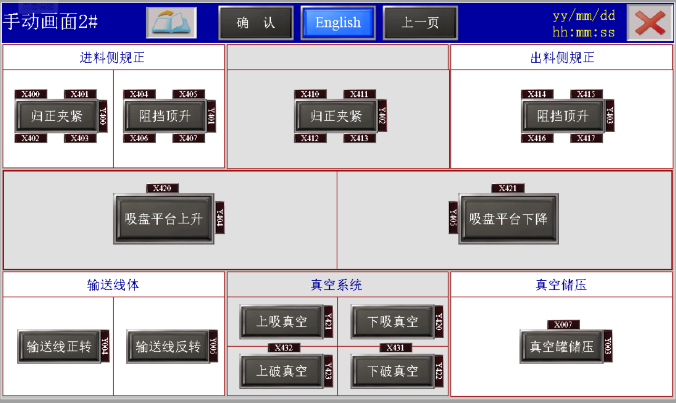 手动画面2#
确 认
English
上一页
yy/mm/dd
hh:mm:ss
进料侧规正
出料侧规正
X400 X401
归正夹紧
Y400
X402 X403
X404 X405
阻挡顶升
Y401
X406 X407
X410 X411
归正夹紧
Y402
X412 X413
X414 X415
阻挡顶升
Y403
X416 X417
X420
吸盘平台上升
Y404
X421
Y405
吸盘平台下降
输送线体
真空系统
真空储压
输送线正转
Y004
输送线反转
Y005
上吸真空
Y421
下吸真空
Y420
X432
上破真空
Y423
X431
下破真空
Y422
X007
真空罐储压
Y003